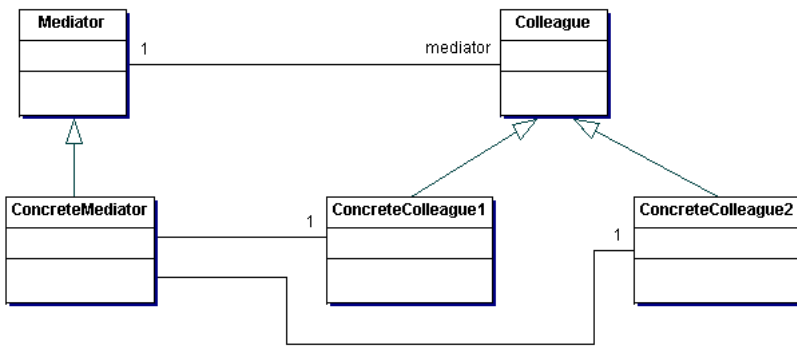 Mediator
Colleague
1
mediator
ConcreteMediator
1
ConcreteColleague1
1
ConcreteColleague2